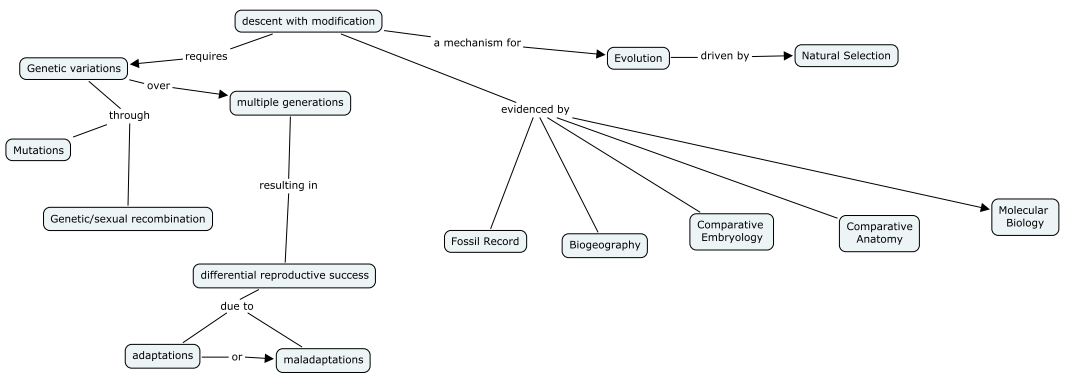 descent with modification
a mechanism for
requires
Evolution
driven by
Natural Selection
Genetic variations
over
multiple generations
evidenced by
through
Mutations
resulting in
Genetic/sexual recombination
Fossil Record
Biogeography
Comparative
Embryology
Comparative
Anatomy
Molecular
Biology
differential reproductive success
due to
adaptations
or
maladaptations